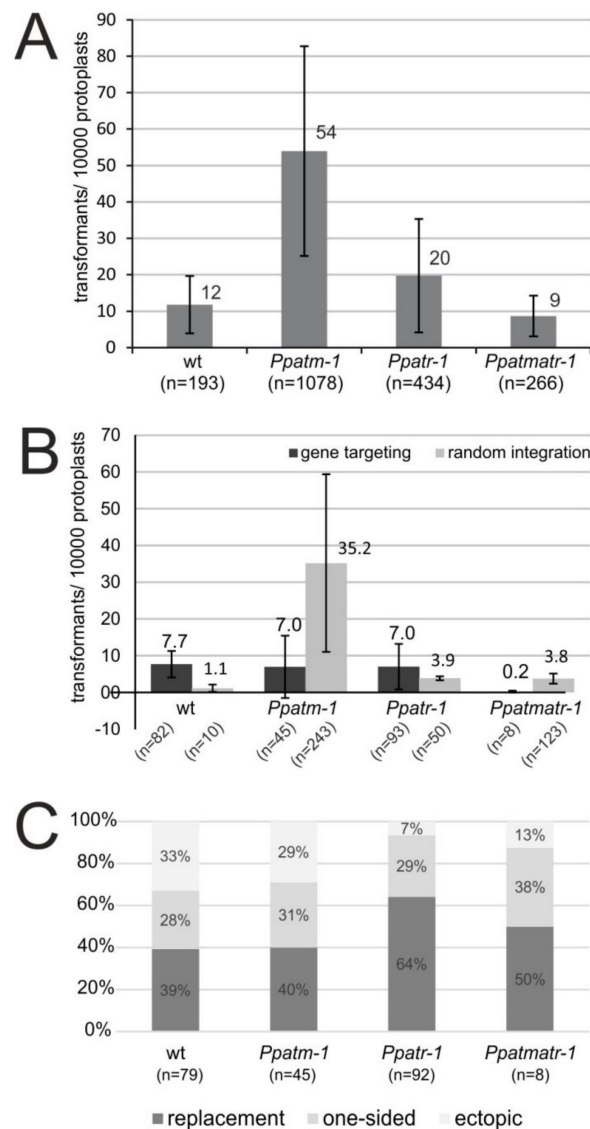 A
transformants/ 10000 protoplasts
90
80
70
60
50
40
30
20
10
0
12
54
20
9
wt
Ppatm-1
Ppatr-1
Ppatmatr-1
(n=193)
(n=1078)
(n=434)
(n=266)
B
transformants/ 10000 protoplasts
70
60
50
40
30
20
10
00
-10
gene targeting
random integration
7.7
1.1
7.0
35.2
7.0
3.9
0.2
3.8
wt
Ppatm-1
Ppatr-1
Ppatmatr-1
(n=82)
(n=10)
(n=45)
(n=243)
(n=93)
(n=50)
(n=8)
(n=123)
C
100%
80%
60%
40%
20%
0%
33%
28%
39%
29%
31%
40%
7%
29%
64%
13%
38%
50%
wt
Ppatm-1
Ppatr-1
Ppatmatr-1
(n=79)
(n=45)
(n=92)
(n=8)
replacement
one-sided
ectopic